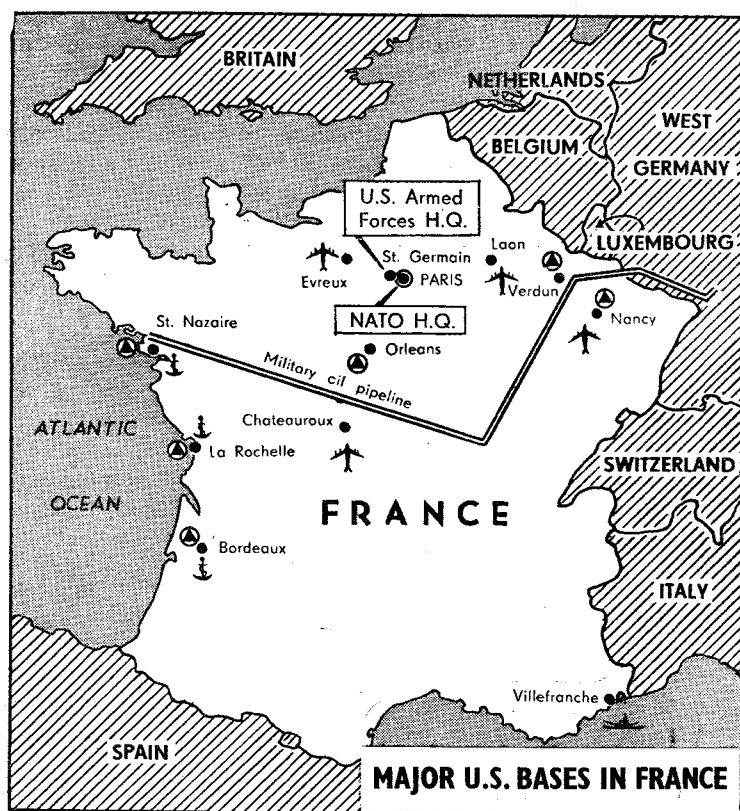 BRITAIN
NETHERLANDS
WEST
GERMANY
BELGIUM
U.S. Armed
Forces H.Q.
LUXEMBOURG
St. Germain
Laon
Evreux
PARIS
Verdun
NATO H.Q.
St. Nazaire
Nancy
Orleans
Military cil pipeline
Chateauroux
ATLANTIC
OCEAN
La Rochelle
SWITZERLAND
FRANCE
Bordeaux
ITALY
Villefranche
SPAIN
MAJOR U.S. BASES IN FRANCE